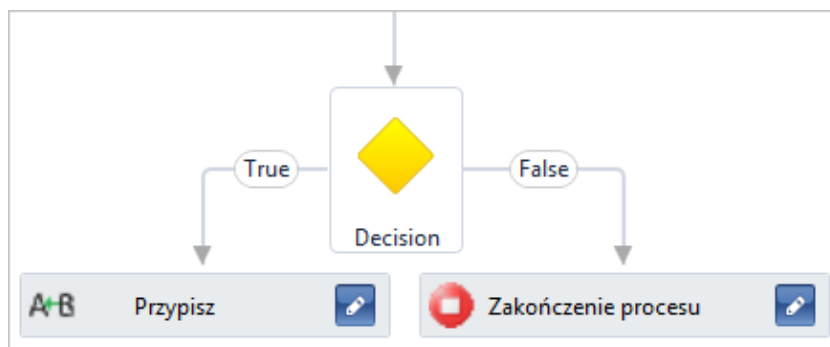 True
False
Decision
A B
Przypisz
Zakończenie procesu